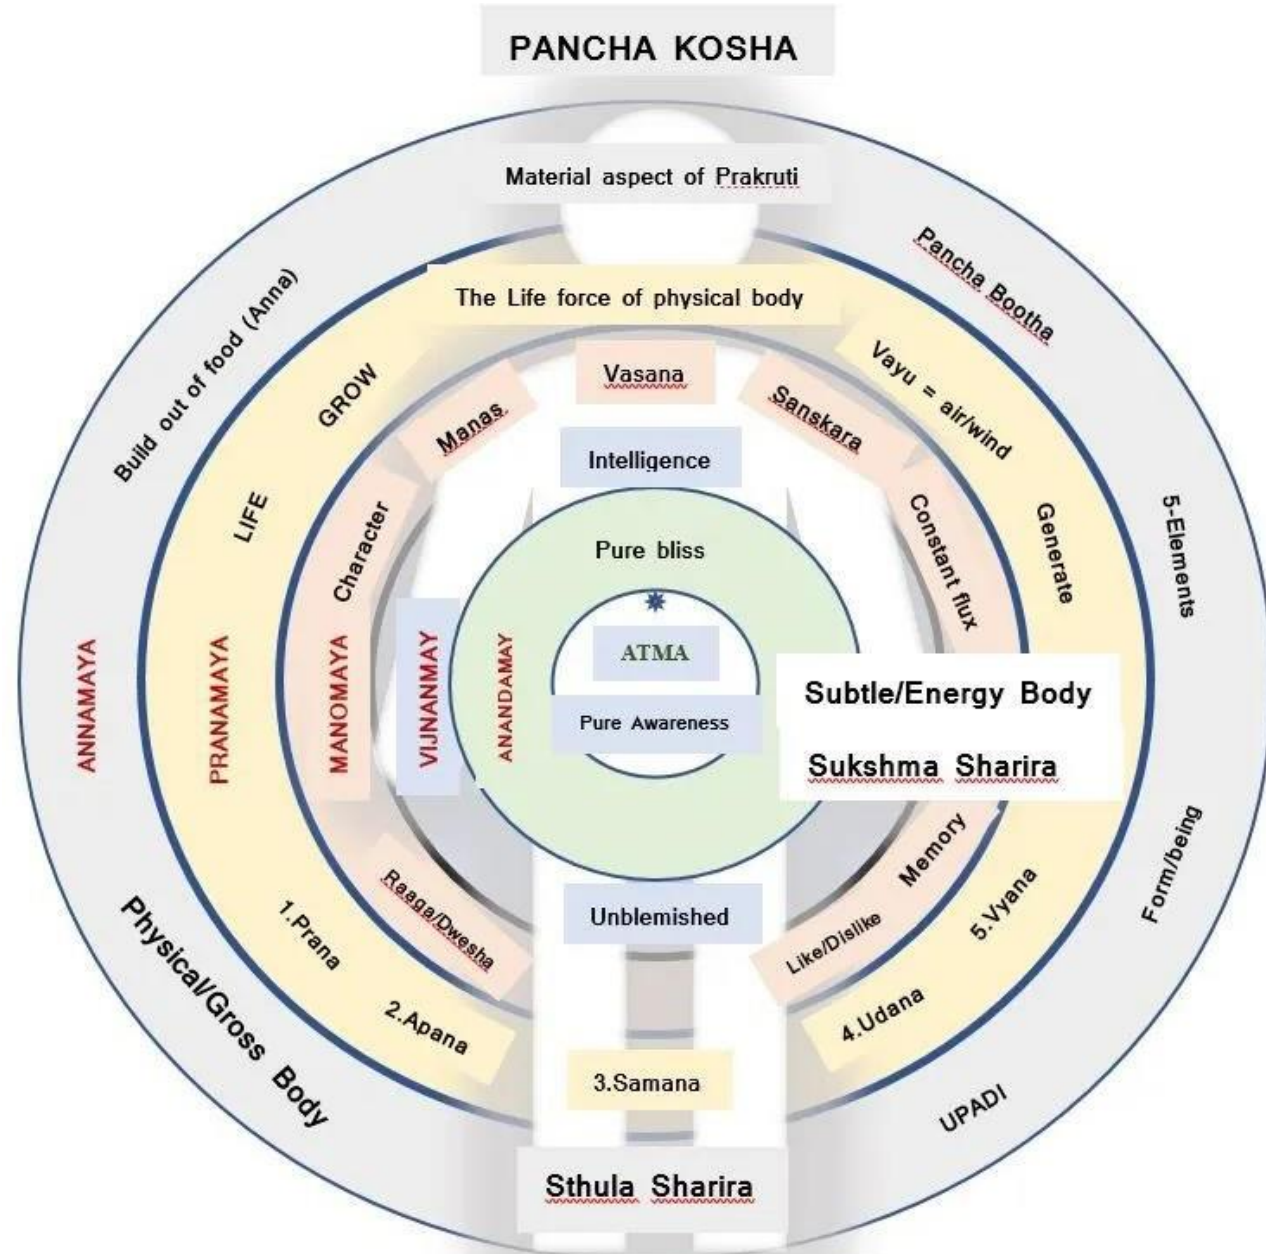 PANCHA KOSHA
Material aspect of Prakruti
Build out of food (Anna)
Pancha Bootha
The Life force of physical body
GROW
Vayu = air/wind
Vasana
Manas
Sanskara
Intelligence
LIFE
Character
Constant flux
Generate
5-Elements
Pure bliss
ANNAMAYA
PRANAMAYA
MANOMAYA
VIJNANMAY
ANANDAMAY
ATMA
Pure Awareness
Subtle/Energy Body
Sukshma Sharira
Raaga/Dwesha
Memory
Like/Dislike
Form/being
Unblemished
1.Prana
2.Apana
3.Samana
4.Udana
5.Vyana
Physical/Gross Body
UPADI
Sthula Sharira